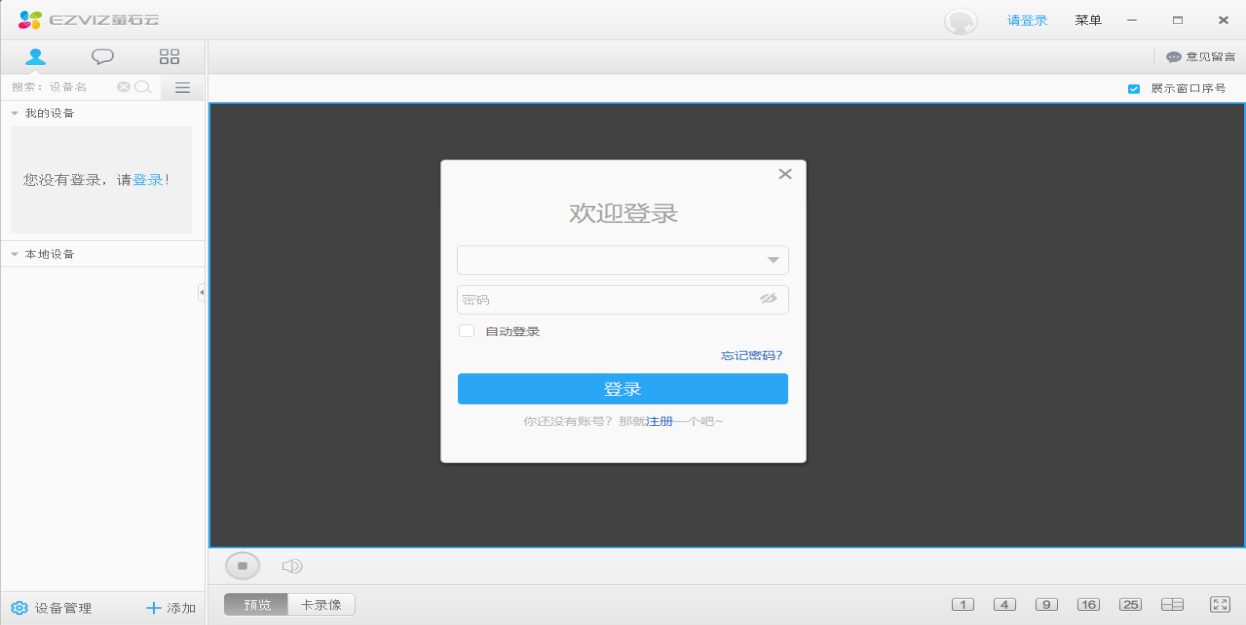 EZVIZ萤石云
请登录 菜单
意见留言
搜索：设备名
展示窗口序号
我的设备
您没有登录，请登录！
本地设备
欢迎登录
密码
自动登录
忘记密码?
登录
你还没有账号？那就注册一个吧~
设备管理 添加
预览 卡录像
1 4 9 16 25